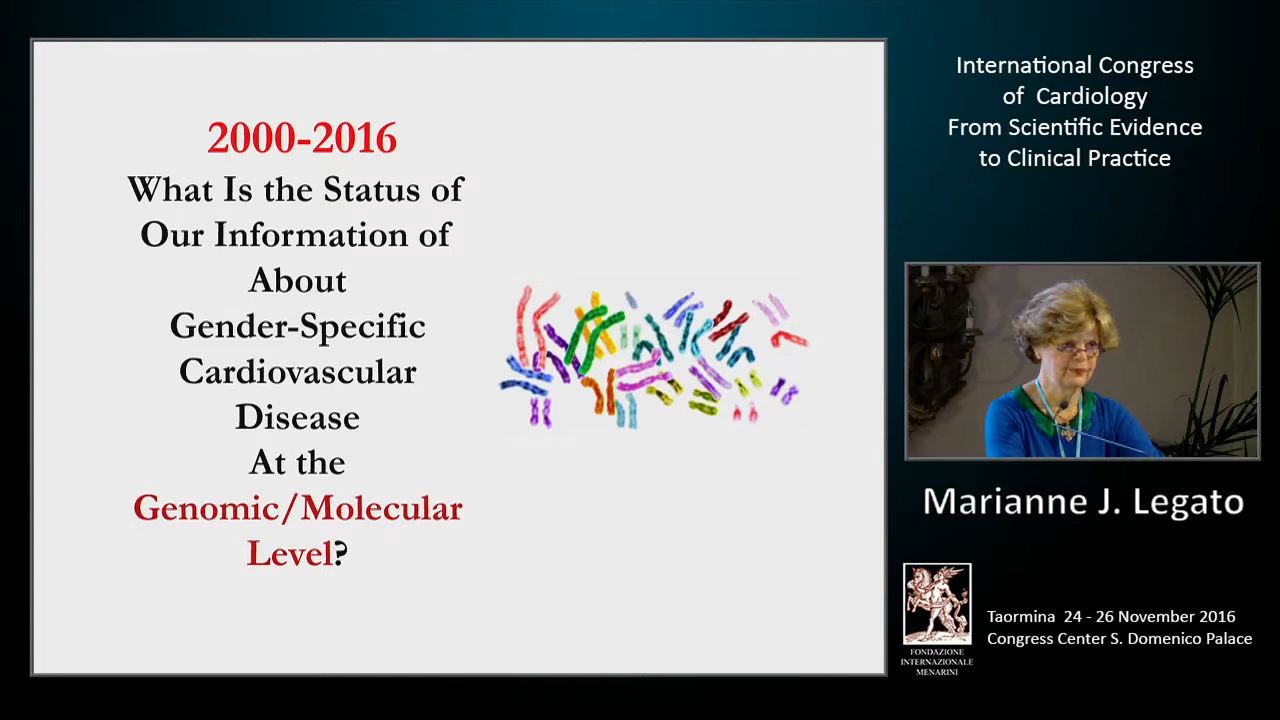 2000-2016
What Is the Status of
Our Information of
About
Gender-Specific
Cardiovascular
Disease
At the
Genomic/Molecular
Level?
International Congress
of Cardiology
From Scientific Evidence
to Clinical Practice
Marianne J. Legato
FONDAZIONE
INTERNAZIONALE
MENARINI
Taormina 24 - 26 November 2016
Congress Center S. Domenico Palace